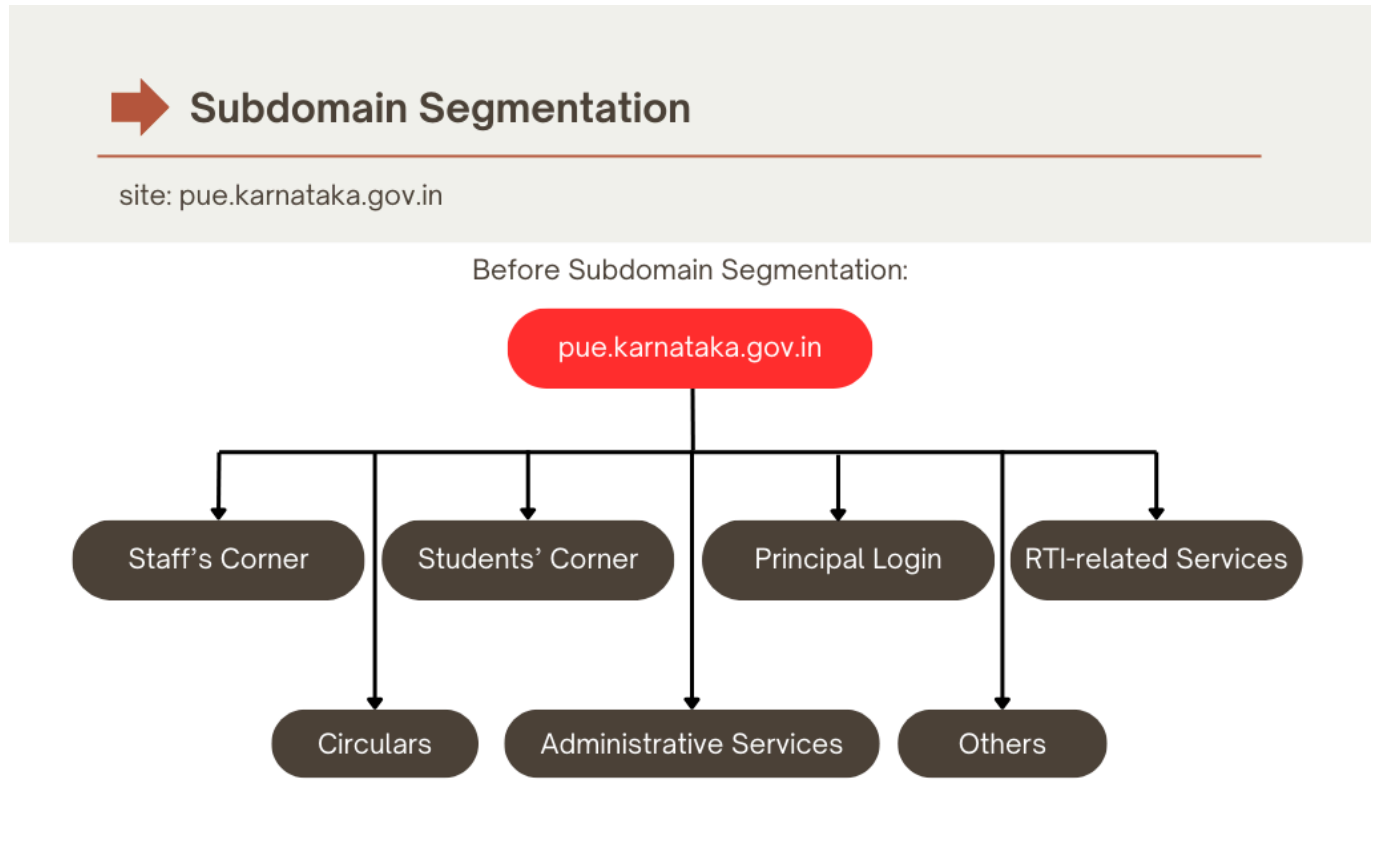 Subdomain Segmentation
site: pue.karnataka.gov.in
Before Subdomain Segmentation:
pue.karnataka.gov.in
Staff’s Corner
Students’ Corner
Principal Login
RTI-related Services
Circulars
Administrative Services
Others